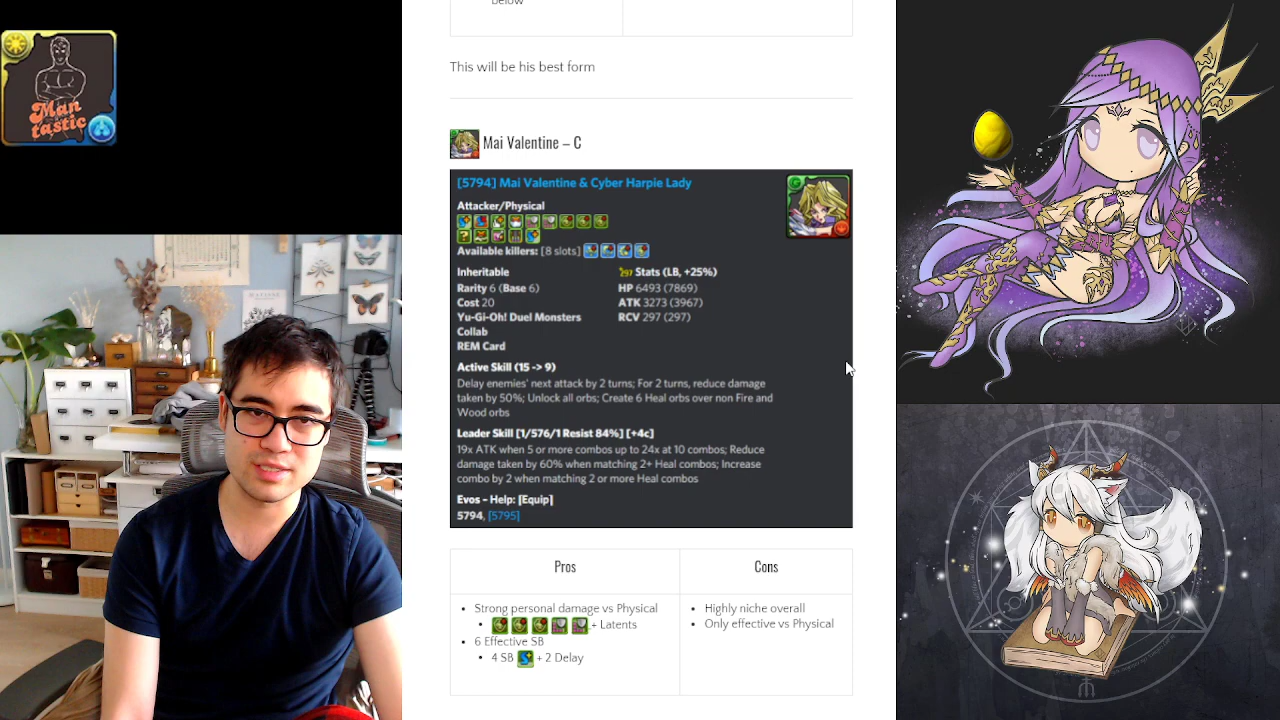 Man
tastic
below
This will be his best form
Mai Valentine – C
[5794] Mai Valentine & Cyber Harpie Lady
Attacker/Physical
Available killers: [8 slots]
Inheritable
Rarity 6 (Base 6)
Cost 20
Yu-Gi-Oh! Duel Monsters
Collab
REM Card
297 Stats (LB, +25%)
HP 6493 (7869)
ATK 3273 (3967)
RCV 297 (297)
Active Skill (15 -> 9)
Delay enemies' next attack by 2 turns; For 2 turns, reduce damage
taken by 50%; Unlock all orbs; Create 6 Heal orbs over non Fire and
Wood orbs
Leader Skill [1/576/1 Resist 84%] [+4c]
19x ATK when 5 or more combos up to 24x at 10 combos; Reduce
damage taken by 60% when matching 2+ Heal combos; Increase
combo by 2 when matching 2 or more Heal combos
Evos – Help: [Equip]
5794, [5795]
Pros
Cons
Strong personal damage vs Physical
+ Latents
6 Effective SB
4 SB + 2 Delay
Highly niche overall
Only effective vs Physical